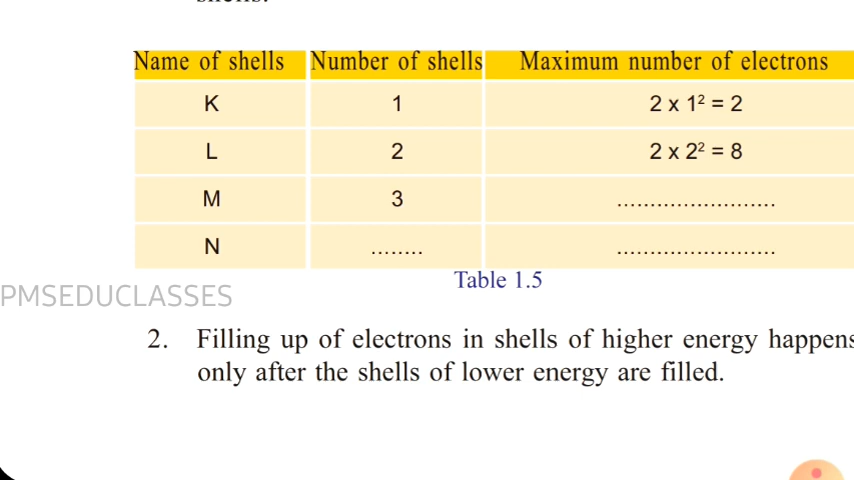 Name of shells Number of shells Maximum number of electrons
K 1 2 x 1² = 2
L 2 2 x 2² = 8
M 3 ........................
N ........ ........................
Table 1.5
PMSEDUCLASSES
2. Filling up of electrons in shells of higher energy happens
only after the shells of lower energy are filled.